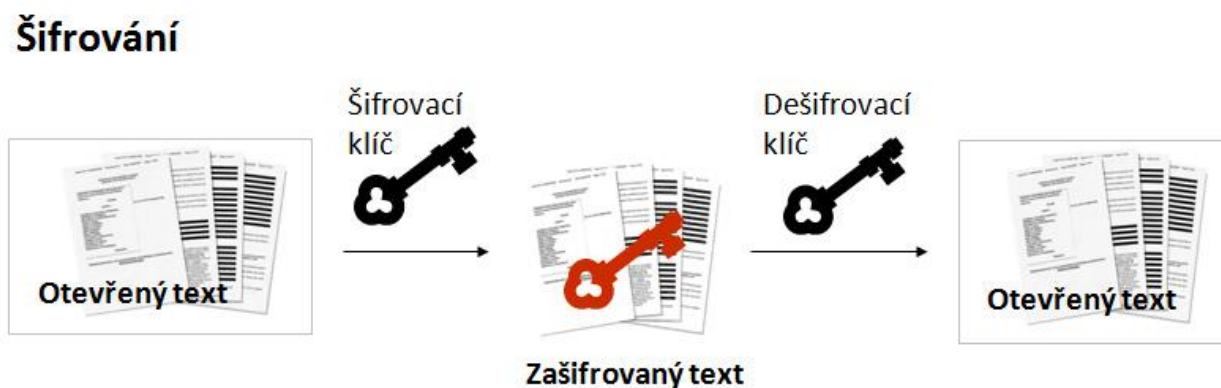 Šifrování
Šifrovací
klíč
Dešifrovací
klíč
Otevřený text
Zašifrovaný text
Otevřený text